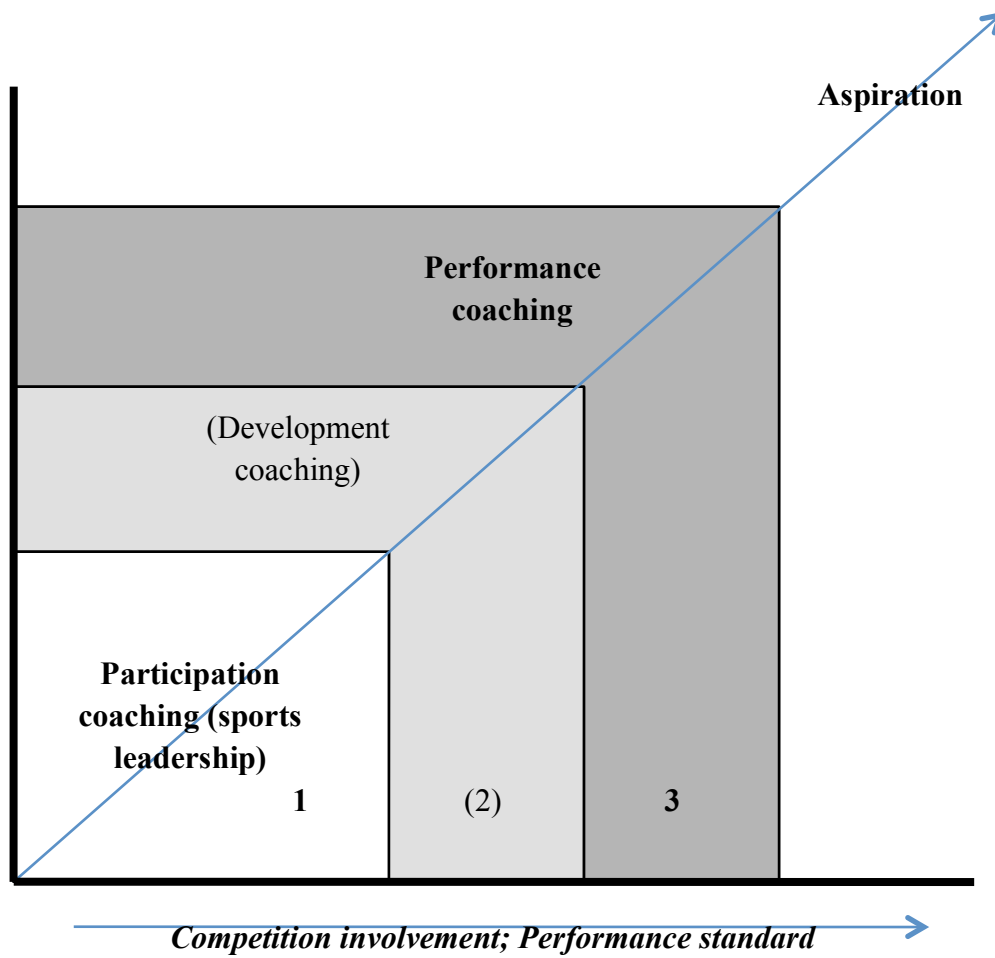 Aspiration
Performance
coaching
(Development
coaching)
Participation
coaching (sports
leadership)
1
(2)
3
Competition involvement; Performance standard